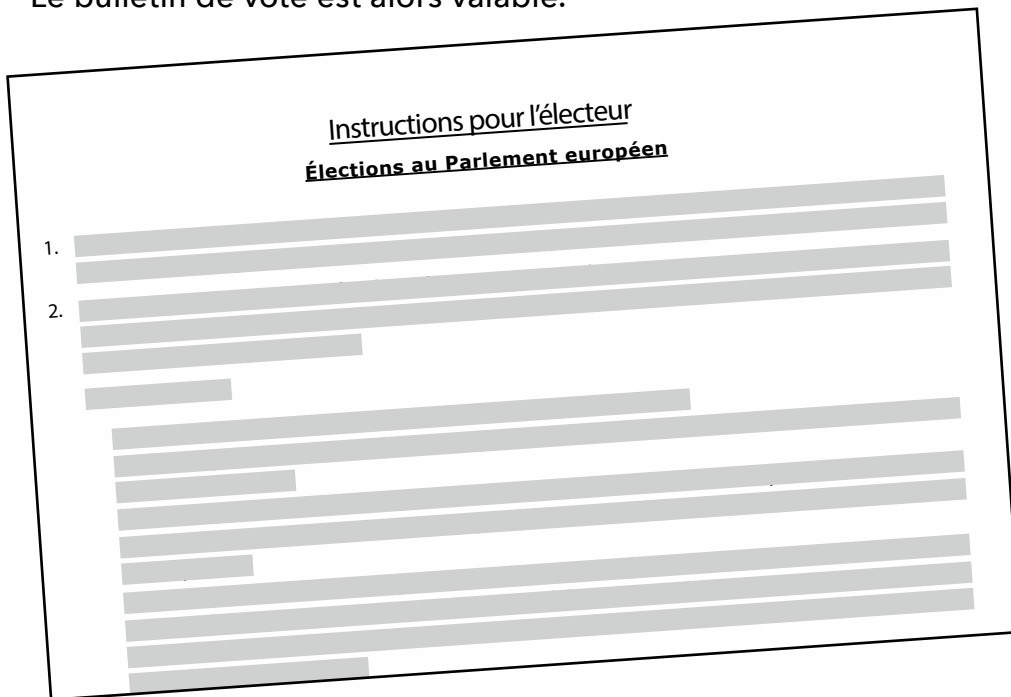 Le bulletin de vote est alors valable.
Instructions pour l'électeur
Élections au Parlement européen
1.
2.